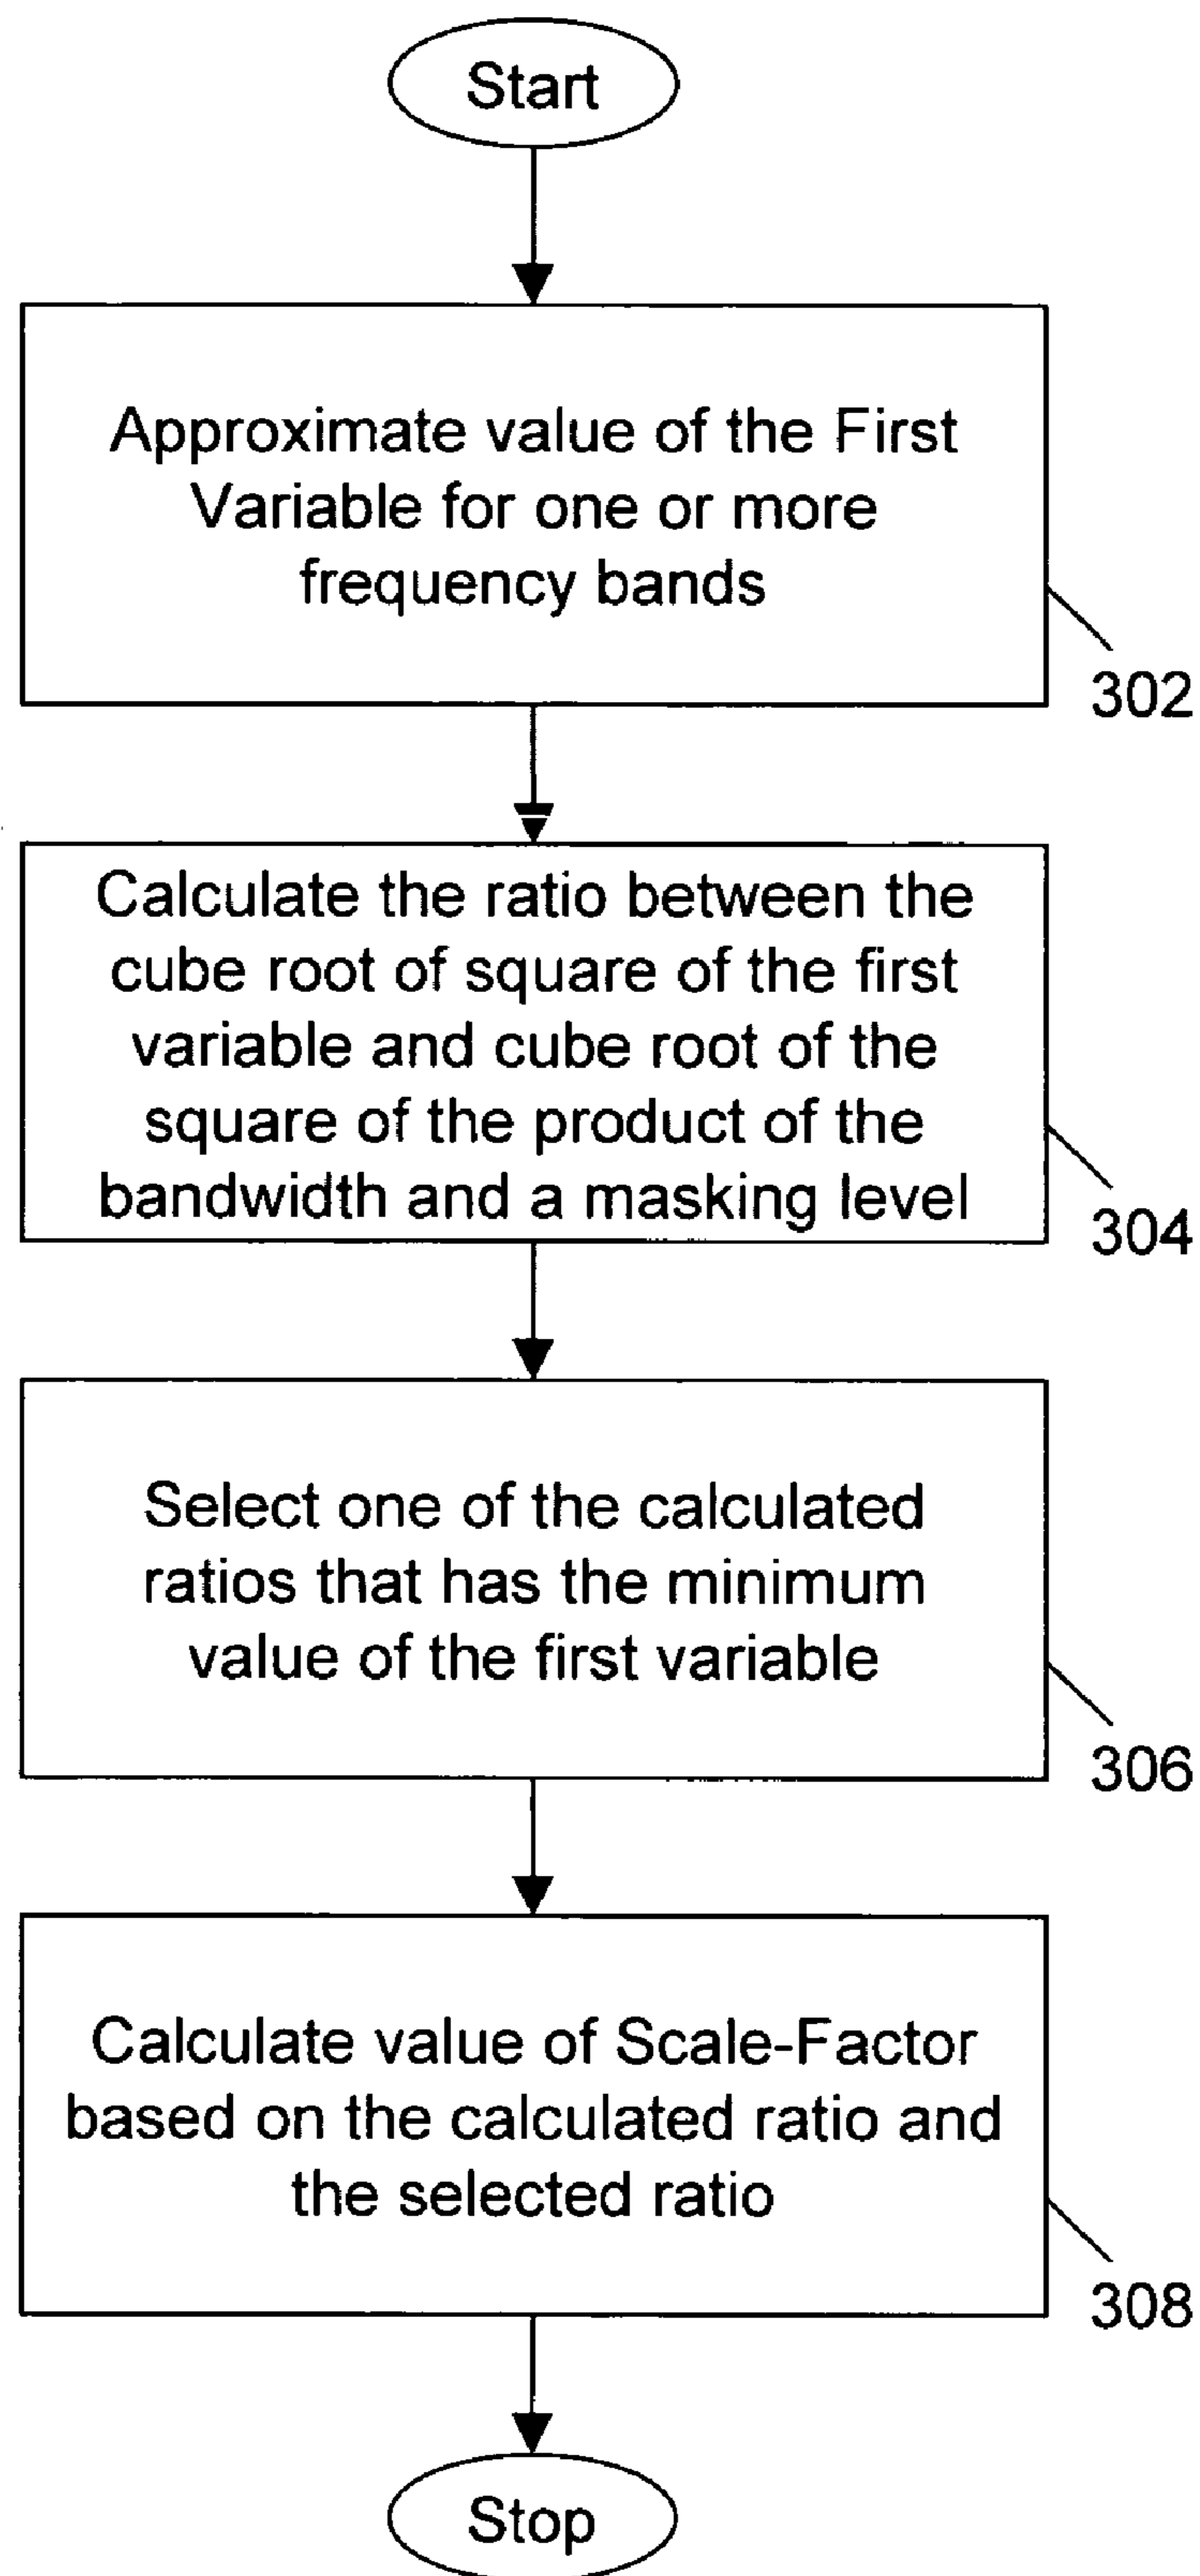 Start
Approximate value of the First
Variable for one or more
frequency bands
302
Calculate the ratio between the
cube root of square of the first
variable and cube root of the
square of the product of the
bandwidth and a masking level
304
Select one of the calculated
ratios that has the minimum
value of the first variable
306
Calculate value of Scale-Factor
based on the calculated ratio and
the selected ratio
308
Stop